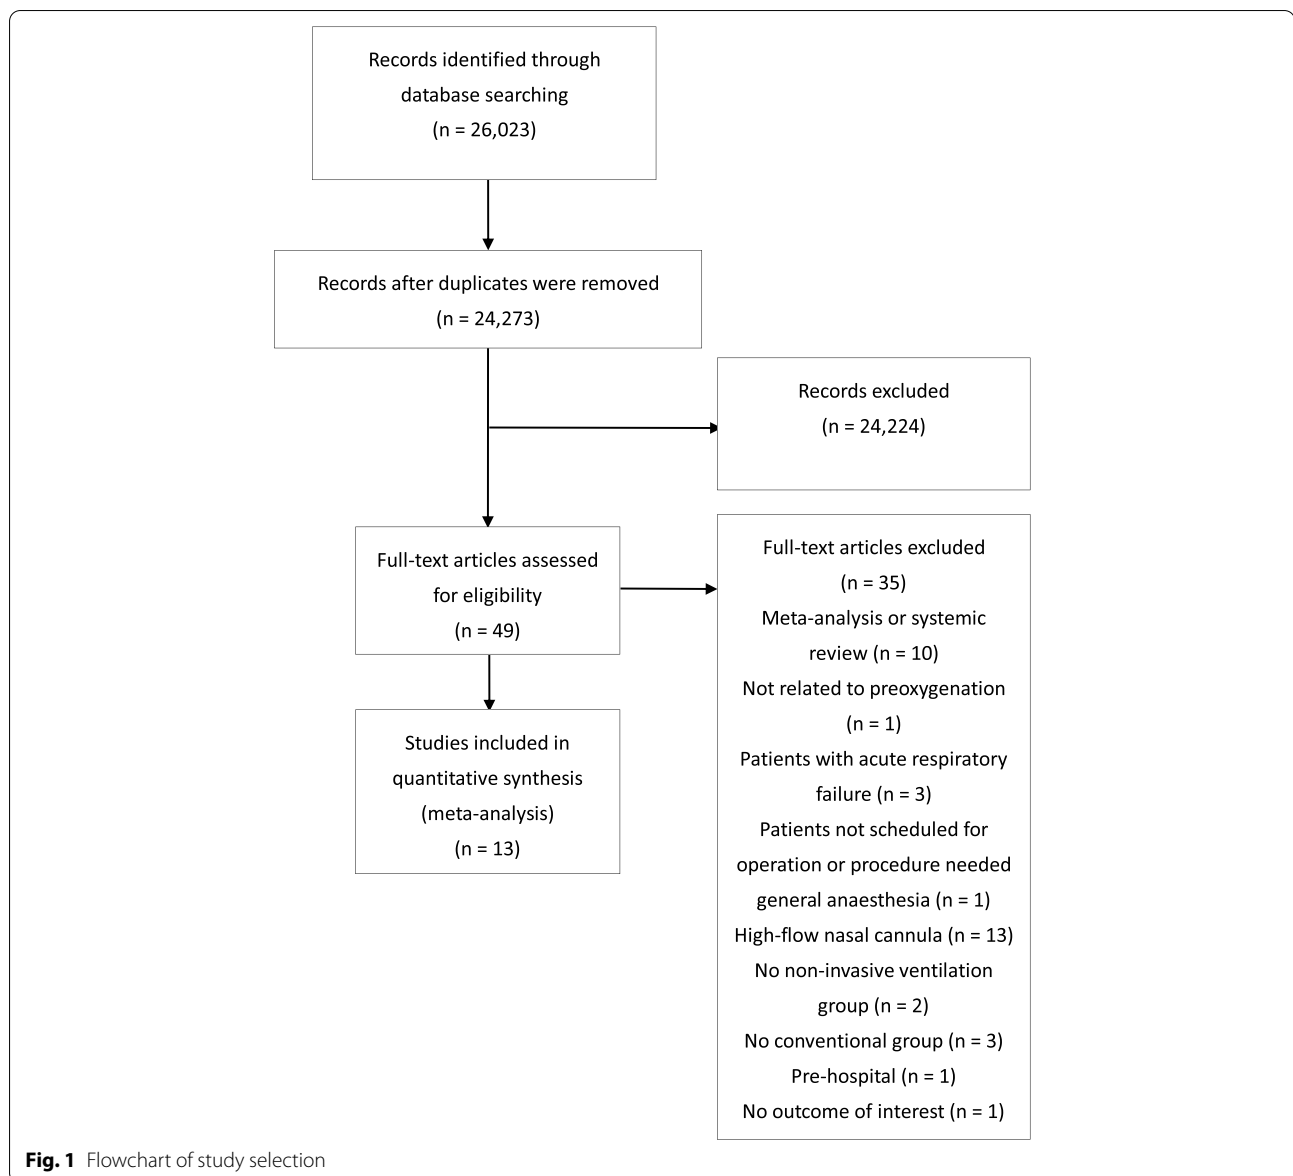 Records identified through
database searching
(n = 26,023)
Records after duplicates were removed
(n = 24,273)
Records excluded
(n = 24,224)
Full-text articles assessed
for eligibility
(n = 49)
Full-text articles excluded
(n = 35)
Meta-analysis or systemic
review (n = 10)
Not related to preoxygenation
(n = 1)
Patients with acute respiratory
failure (n = 3)
Patients not scheduled for
operation or procedure needed
general anaesthesia (n = 1)
High-flow nasal cannula (n = 13)
No non-invasive ventilation
group (n = 2)
No conventional group (n = 3)
Pre-hospital (n = 1)
No outcome of interest (n = 1)
Studies included in
quantitative synthesis
(meta-analysis)
(n = 13)
Fig. 1 Flowchart of study selection